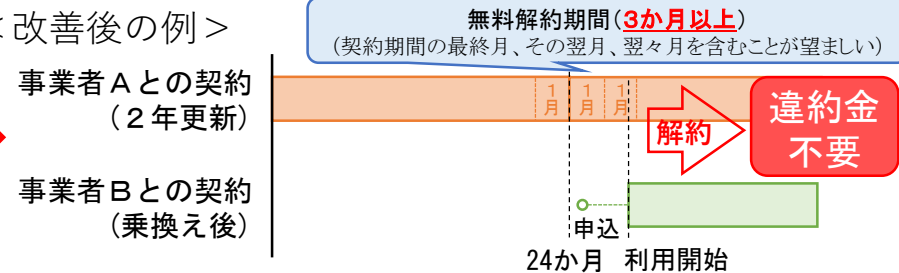 <改善後の例>
無料解約期間(3か月以上)
(契約期間の最終月、その翌月、翌々月を含むことが望ましい)
事業者Aとの契約
(2年更新)
1月
1月
1月
解約
違約金
不要
事業者Bとの契約
(乗換え後)
申込
24か月
利用開始